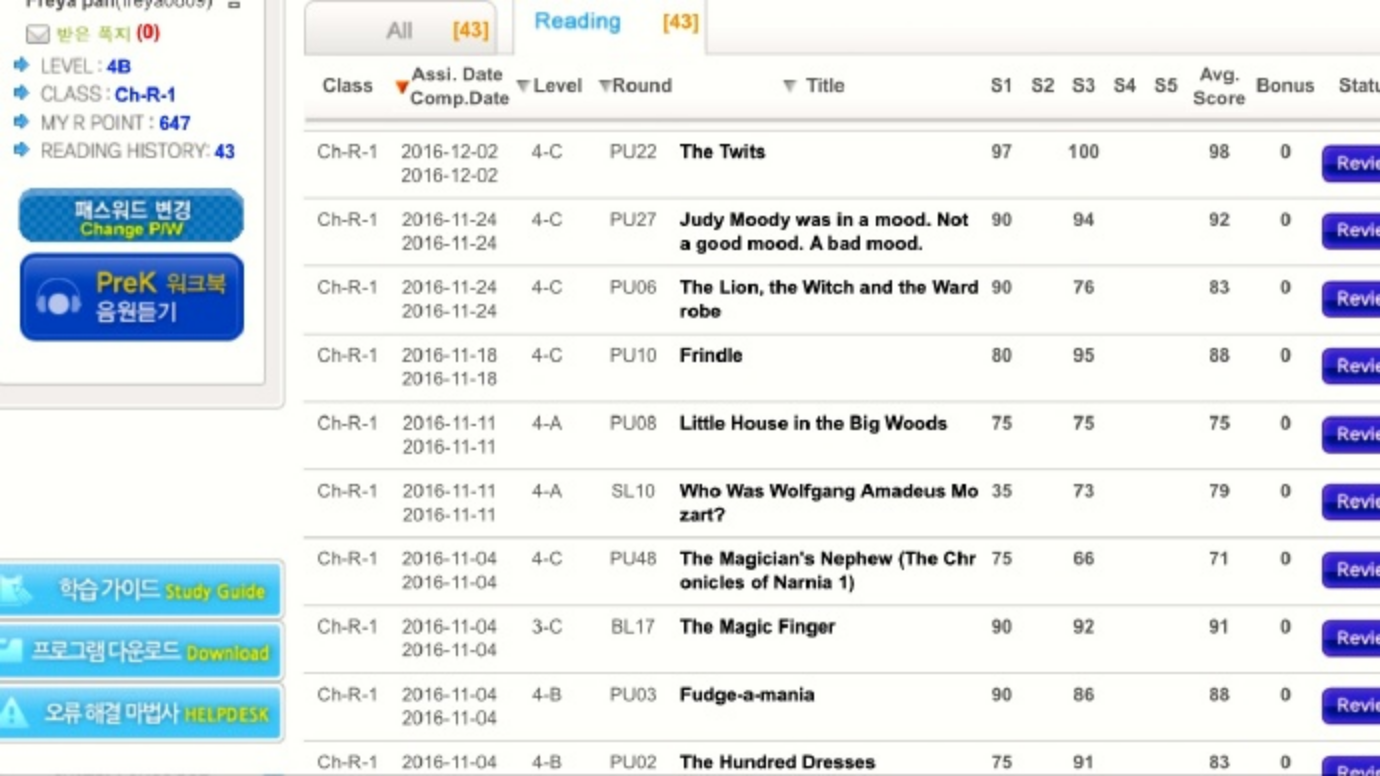 Freya pan(freya0809) 님
받은 쪽지 (0)
LEVEL : 4B
CLASS : Ch-R-1
MY R POINT : 647
READING HISTORY: 43
패스워드 변경
Change P/W
PreK 워크북
음원듣기
학습 가이드 Study Guide
프로그램 다운로드 Download
오류 해결 마법사 HELPDESK
All [43] Reading [43]
Class Assi. Date Comp.Date Level Round Title S1 S2 S3 S4 S5 Avg. Score Bonus Statu
Ch-R-1 2016-12-02 4-C PU22 The Twits 97 100 98 0 Revie
2016-12-02
Ch-R-1 2016-11-24 4-C PU27 Judy Moody was in a mood. Not 90 94 92 0 Revie
2016-11-24 a good mood. A bad mood.
Ch-R-1 2016-11-24 4-C PU06 The Lion, the Witch and the Ward 90 76 83 0 Revie
2016-11-24 robe
Ch-R-1 2016-11-18 4-C PU10 Frindle 80 95 88 0 Revie
2016-11-18
Ch-R-1 2016-11-11 4-A PU08 Little House in the Big Woods 75 75 75 0 Revie
2016-11-11
Ch-R-1 2016-11-11 4-A SL10 Who Was Wolfgang Amadeus Mo 35 73 79 0 Revie
2016-11-11 zart?
Ch-R-1 2016-11-04 4-C PU48 The Magician's Nephew (The Chr 75 66 71 0 Revie
2016-11-04 onicles of Narnia 1)
Ch-R-1 2016-11-04 3-C BL17 The Magic Finger 90 92 91 0 Revie
2016-11-04
Ch-R-1 2016-11-04 4-B PU03 Fudge-a-mania 90 86 88 0 Revie
2016-11-04
Ch-R-1 2016-11-04 4-B PU02 The Hundred Dresses 75 91 83 0 Revie